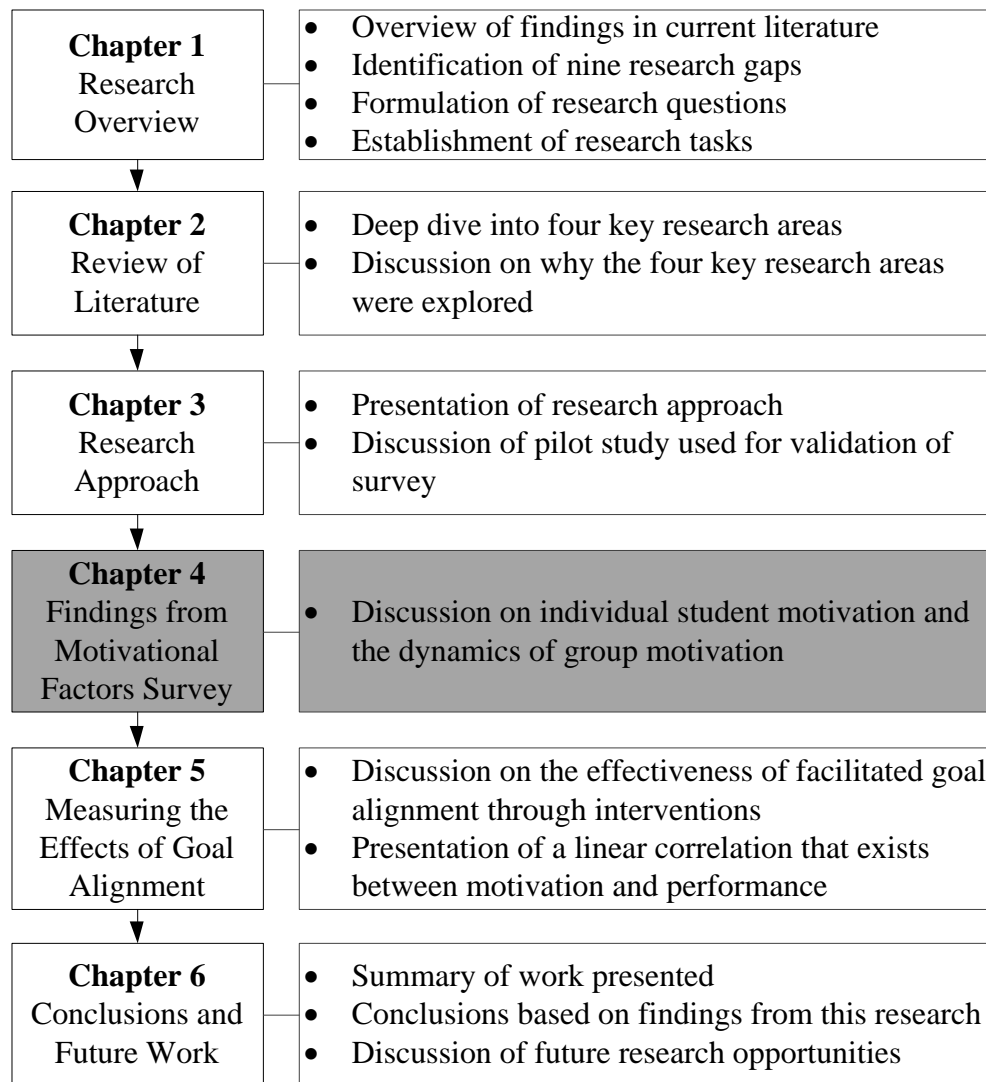 Chapter 1
Research
Overview
• Overview of findings in current literature
• Identification of nine research gaps
• Formulation of research questions
• Establishment of research tasks
Chapter 2
Review of
Literature
• Deep dive into four key research areas
• Discussion on why the four key research areas
were explored
Chapter 3
Research
Approach
• Presentation of research approach
• Discussion of pilot study used for validation of
survey
Chapter 4
Findings from
Motivational
Factors Survey
• Discussion on individual student motivation and
the dynamics of group motivation
Chapter 5
Measuring the
Effects of Goal
Alignment
• Discussion on the effectiveness of facilitated goal
alignment through interventions
• Presentation of a linear correlation that exists
between motivation and performance
Chapter 6
Conclusions and
Future Work
• Summary of work presented
• Conclusions based on findings from this research
• Discussion of future research opportunities